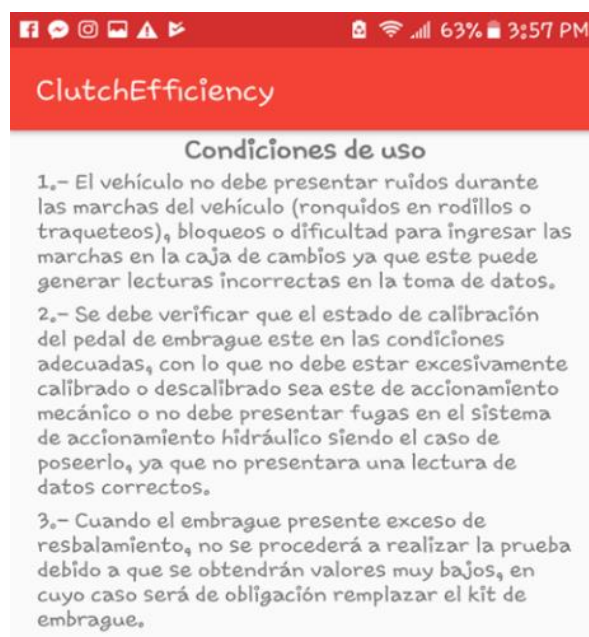 63% 3:57 PM
ClutchEfficiency
Condiciones de uso
1.- El vehículo no debe presentar ruidos durante
las marchas del vehículo (ronquidos en rodillos o
traqueteos), bloqueos o dificultad para ingresar las
marchas en la caja de cambios ya que este puede
generar lecturas incorrectas en la toma de datos.
2.- Se debe verificar que el estado de calibración
del pedal de embrague este en las condiciones
adecuadas, con lo que no debe estar excesivamente
calibrado o descalibrado sea este de accionamiento
mecánico o no debe presentar fugas en el sistema
de accionamiento hidráulico siendo el caso de
poseerlo, ya que no presentara una lectura de
datos correctos.
3.- Cuando el embrague presente exceso de
resbalamiento, no se procederá a realizar la prueba
debido a que se obtendrán valores muy bajos, en
cuyo caso será de obligación remplazar el kit de
embrague.